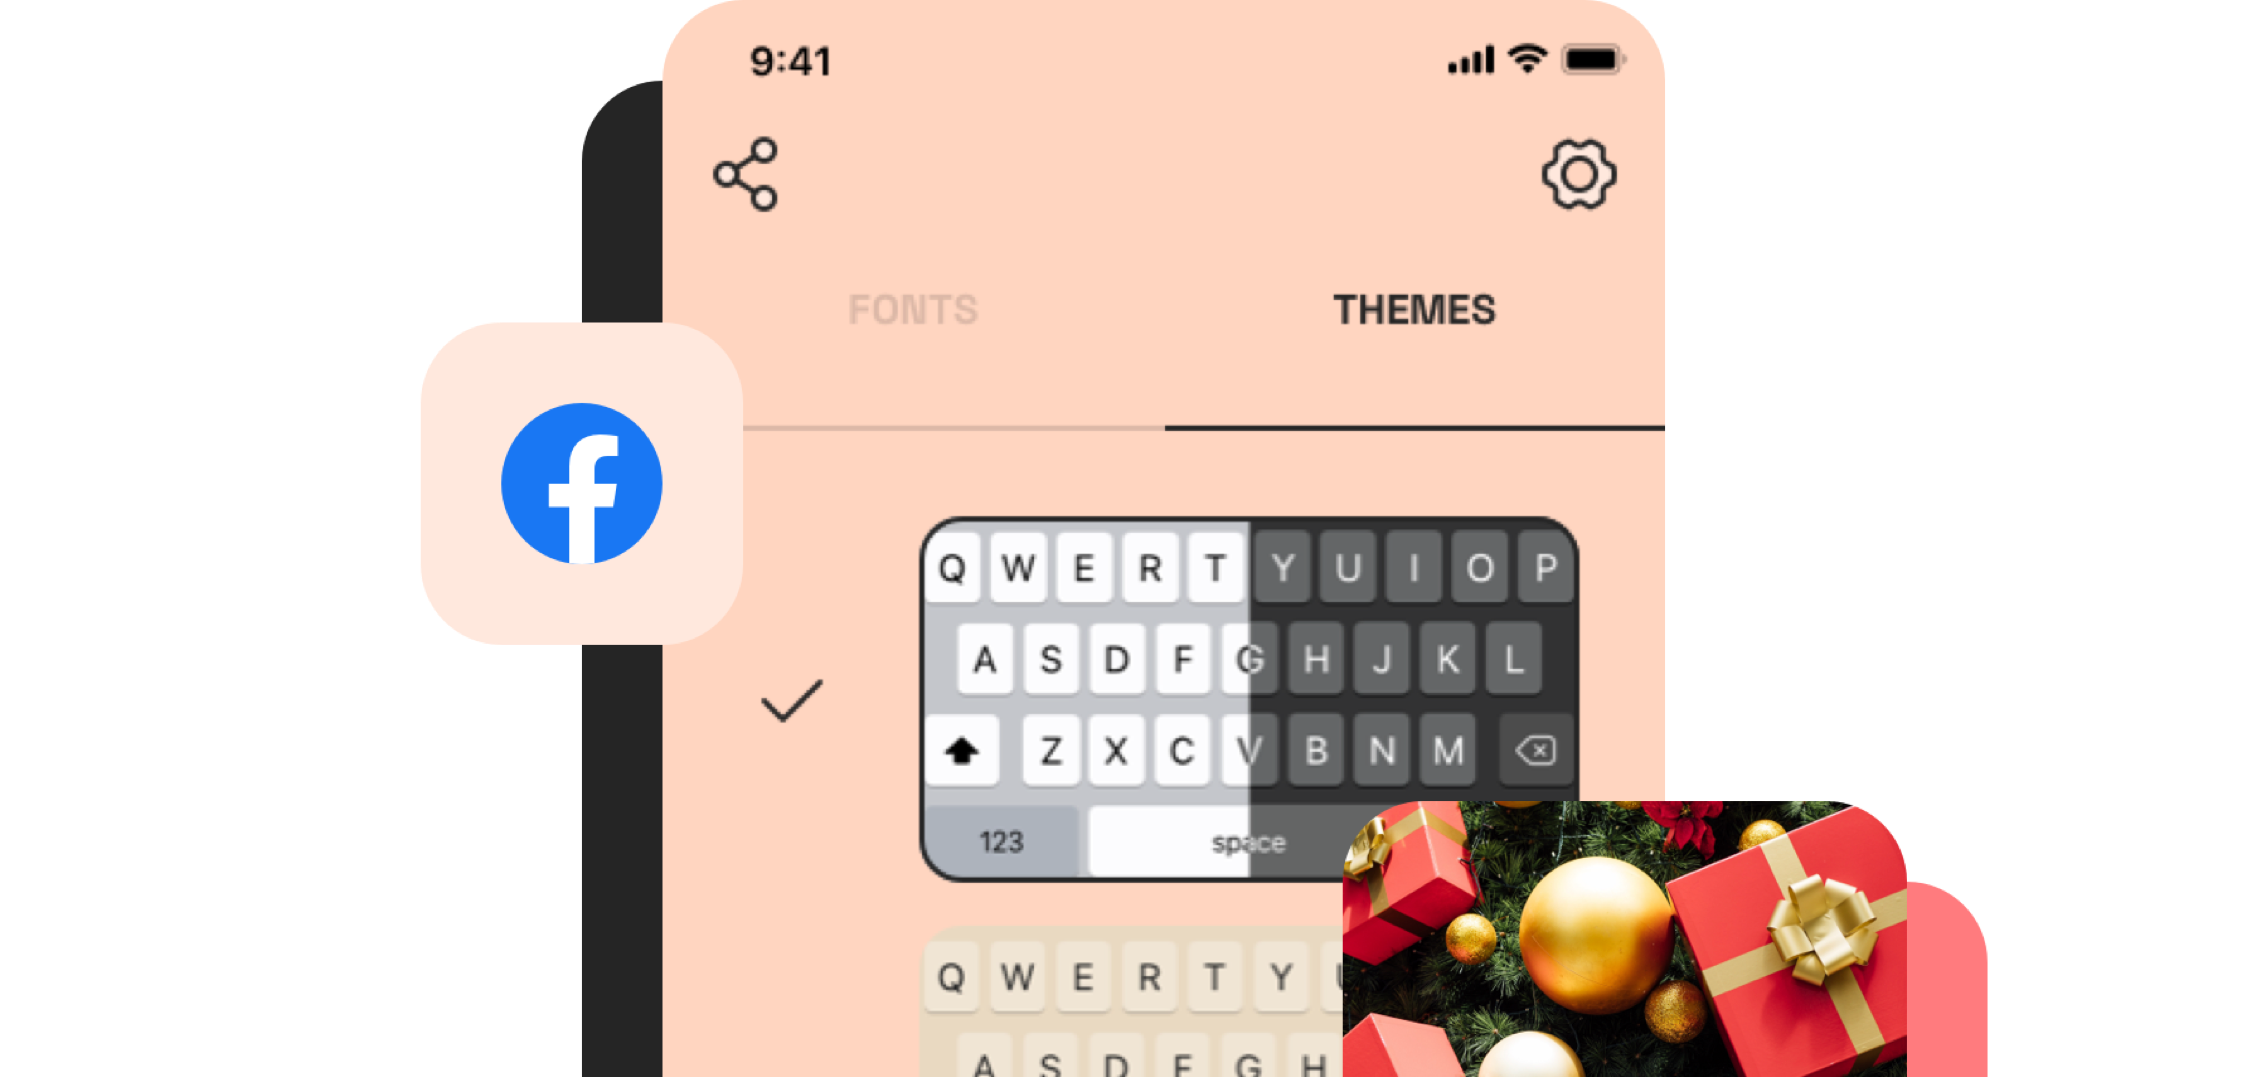 9:41
FONTS THEMES
Q W E R T Y U I O P
A S D F G H J K L
Z X C V B N M
123 space
Q W E R T Y
A S D F G H